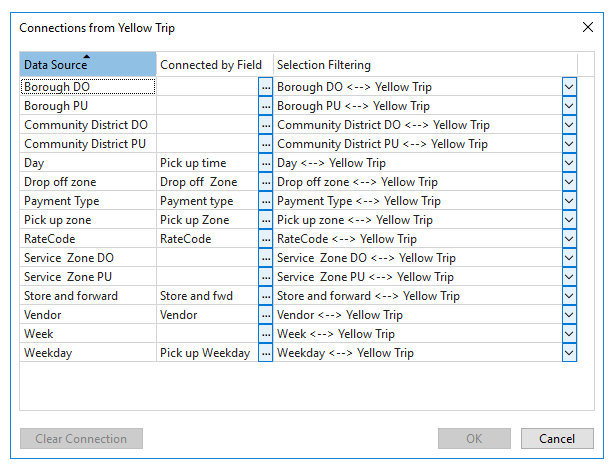 Connections from Yellow Trip
Data Source Connected by Field Selection Filtering
Borough DO ... Borough DO <--> Yellow Trip
Borough PU ... Borough PU <--> Yellow Trip
Community District DO ... Community District DO <--> Yellow Trip
Community District PU ... Community District PU <--> Yellow Trip
Day Pick up time ... Day <--> Yellow Trip
Drop off zone Drop off  Zone ... Drop off zone <--> Yellow Trip
Payment Type Payment type ... Payment Type <--> Yellow Trip
Pick up zone Pick up Zone ... Pick up zone <--> Yellow Trip
RateCode RateCode ... RateCode <--> Yellow Trip
Service  Zone DO ... Service  Zone DO <--> Yellow Trip
Service  Zone PU ... Service  Zone PU <--> Yellow Trip
Store and forward Store and fwd ... Store and forward <--> Yellow Trip
Vendor Vendor ... Vendor <--> Yellow Trip
Week ... Week <--> Yellow Trip
Weekday Pick up Weekday ... Weekday <--> Yellow Trip
Clear Connection OK Cancel